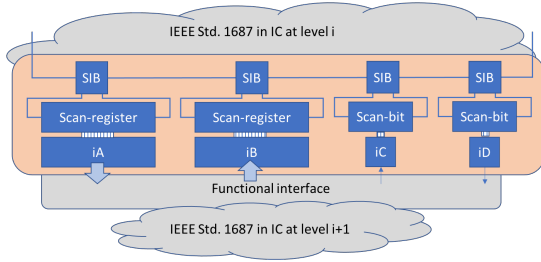 IEEE Std. 1687 in IC at level i
SIB SIB SIB SIB
Scan-register Scan-register Scan-bit Scan-bit
iA iB iC iD
Functional interface
IEEE Std. 1687 in IC at level i+1